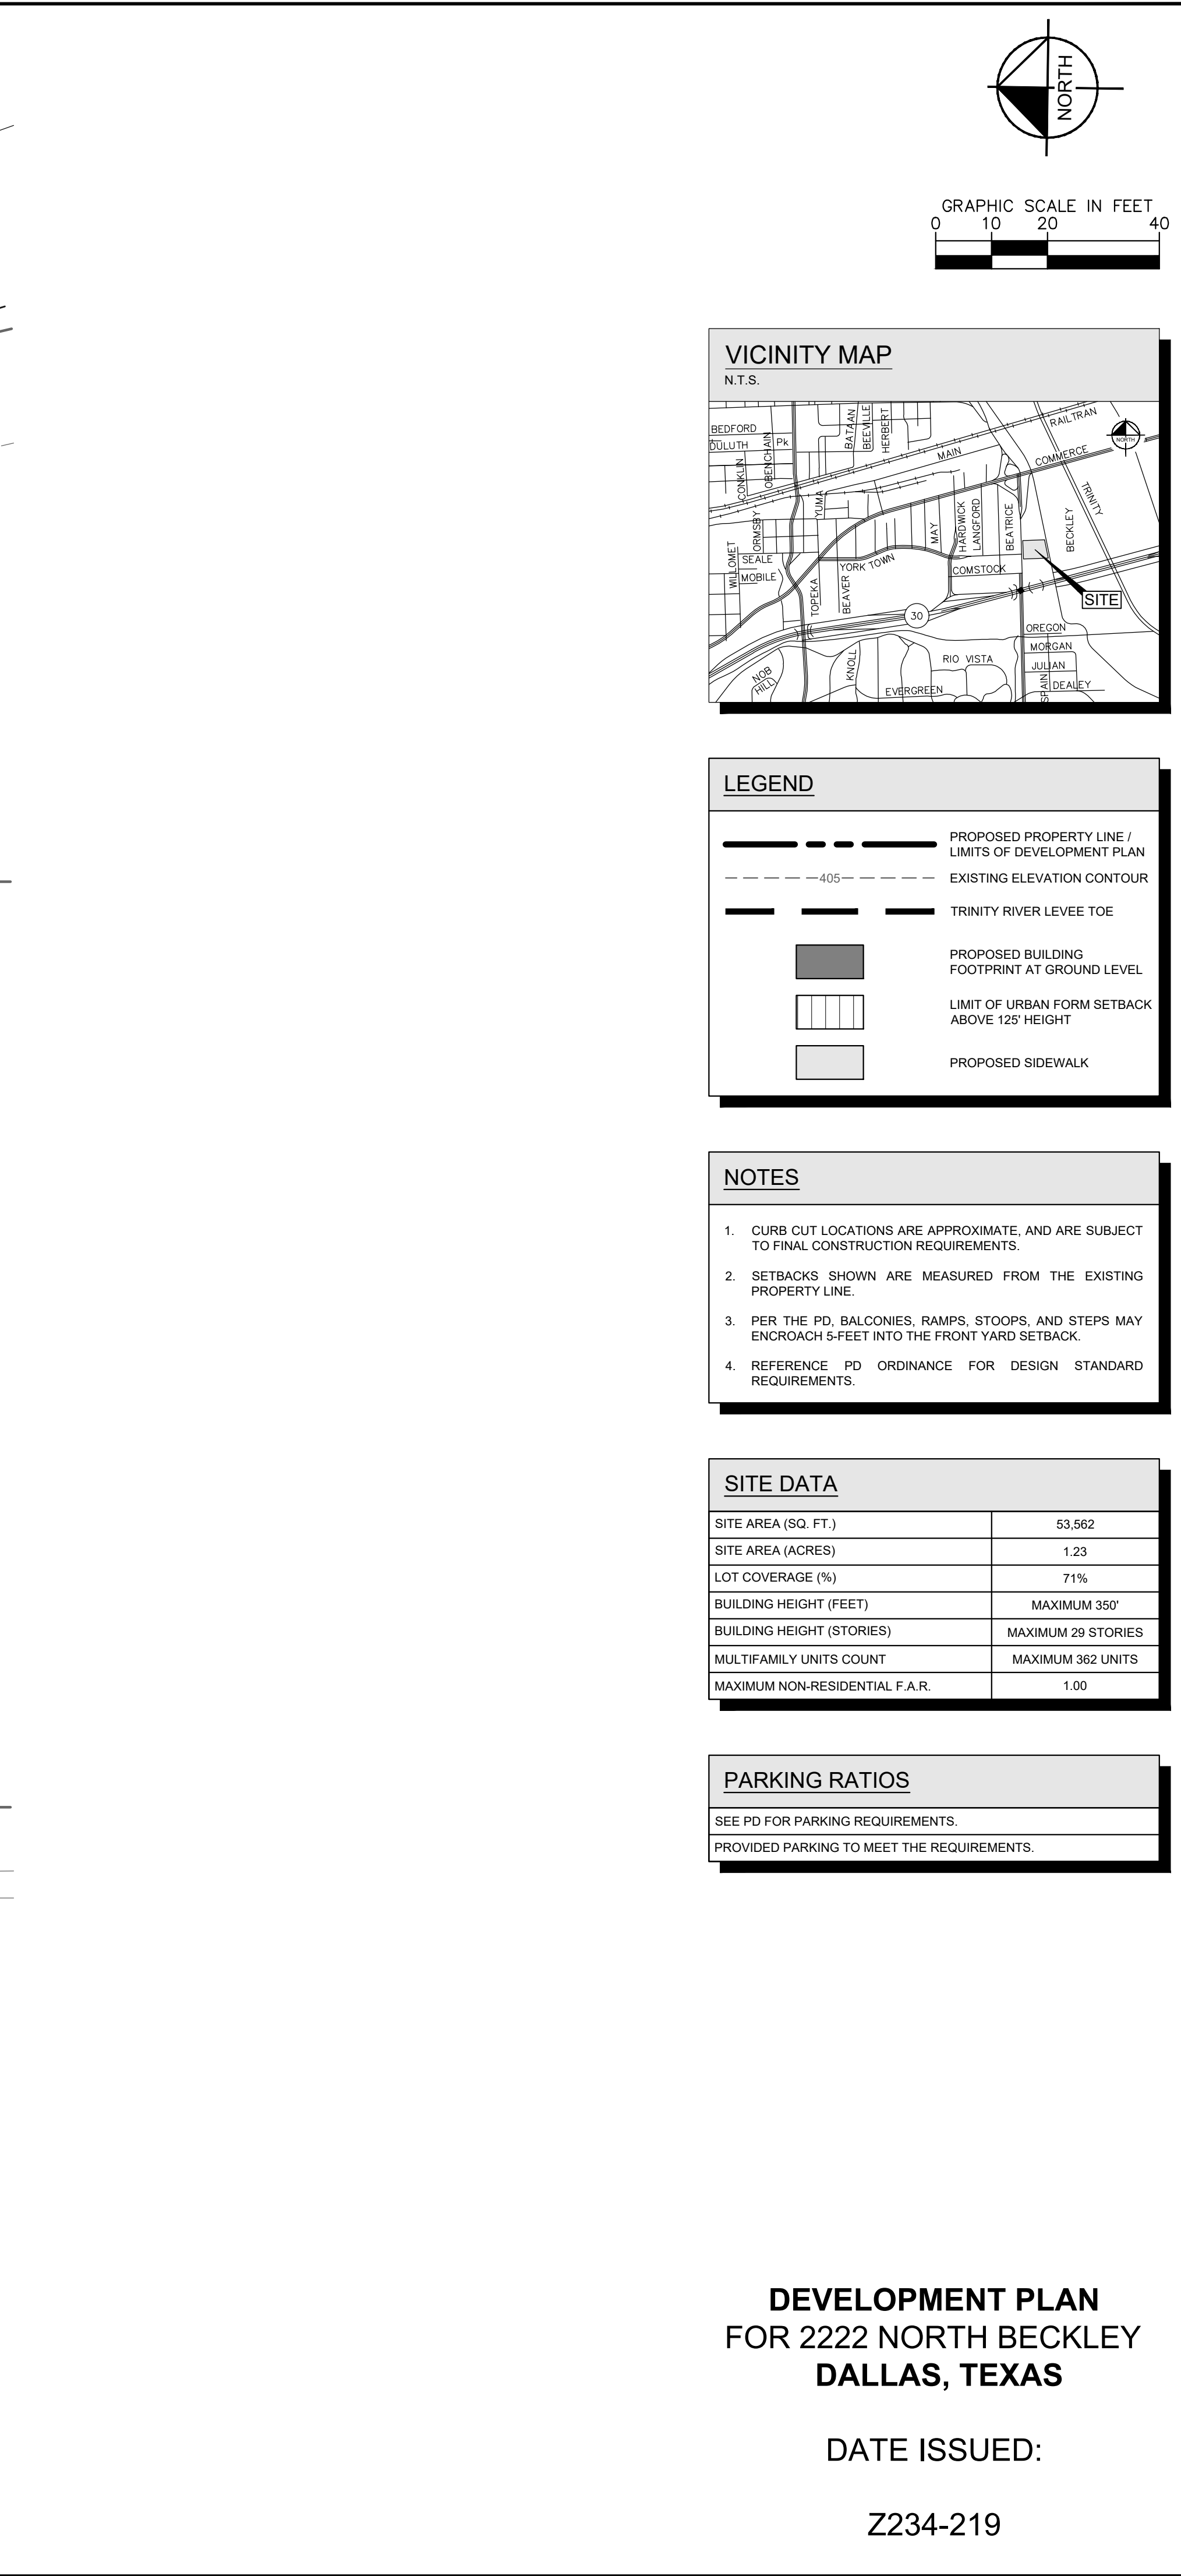 NORTH
GRAPHIC SCALE IN FEET
0 10 20 40
VICINITY MAP
N.T.S.
BEDFORD
DULUTH
Pk
CONKLIN
OBENCHAIN
BATAAN
BEEVILLE
HERBERT
MAIN
RAILTRAN
COMMERCE
NORTH
TRINITY
YUMA
ORMSBY
WILLOMET
SEALE
MOBILE
MAY
HARDWICK
LANGFORD
BEATRICE
BECKLEY
YORK TOWN
COMSTOCK
TOPEKA
BEAVER
SITE
30
OREGON
MORGAN
JULIAN
DEALEY
SPAIN
RIO VISTA
KNOLL
NOB
HILL
EVERGREEN
LEGEND
PROPOSED PROPERTY LINE /
LIMITS OF DEVELOPMENT PLAN
405
EXISTING ELEVATION CONTOUR
TRINITY RIVER LEVEE TOE
PROPOSED BUILDING
FOOTPRINT AT GROUND LEVEL
LIMIT OF URBAN FORM SETBACK
ABOVE 125' HEIGHT
PROPOSED SIDEWALK
NOTES
1. CURB CUT LOCATIONS ARE APPROXIMATE, AND ARE SUBJECT
TO FINAL CONSTRUCTION REQUIREMENTS.
2. SETBACKS SHOWN ARE MEASURED FROM THE EXISTING
PROPERTY LINE.
3. PER THE PD, BALCONIES, RAMPS, STOOPS, AND STEPS MAY
ENCROACH 5-FEET INTO THE FRONT YARD SETBACK.
4. REFERENCE PD ORDINANCE FOR DESIGN STANDARD
REQUIREMENTS.
SITE DATA
SITE AREA (SQ. FT.) 53,562
SITE AREA (ACRES) 1.23
LOT COVERAGE (%) 71%
BUILDING HEIGHT (FEET) MAXIMUM 350'
BUILDING HEIGHT (STORIES) MAXIMUM 29 STORIES
MULTIFAMILY UNITS COUNT MAXIMUM 362 UNITS
MAXIMUM NON-RESIDENTIAL F.A.R. 1.00
PARKING RATIOS
SEE PD FOR PARKING REQUIREMENTS.
PROVIDED PARKING TO MEET THE REQUIREMENTS.
DEVELOPMENT PLAN
FOR 2222 NORTH BECKLEY
DALLAS, TEXAS
DATE ISSUED:
Z234-219